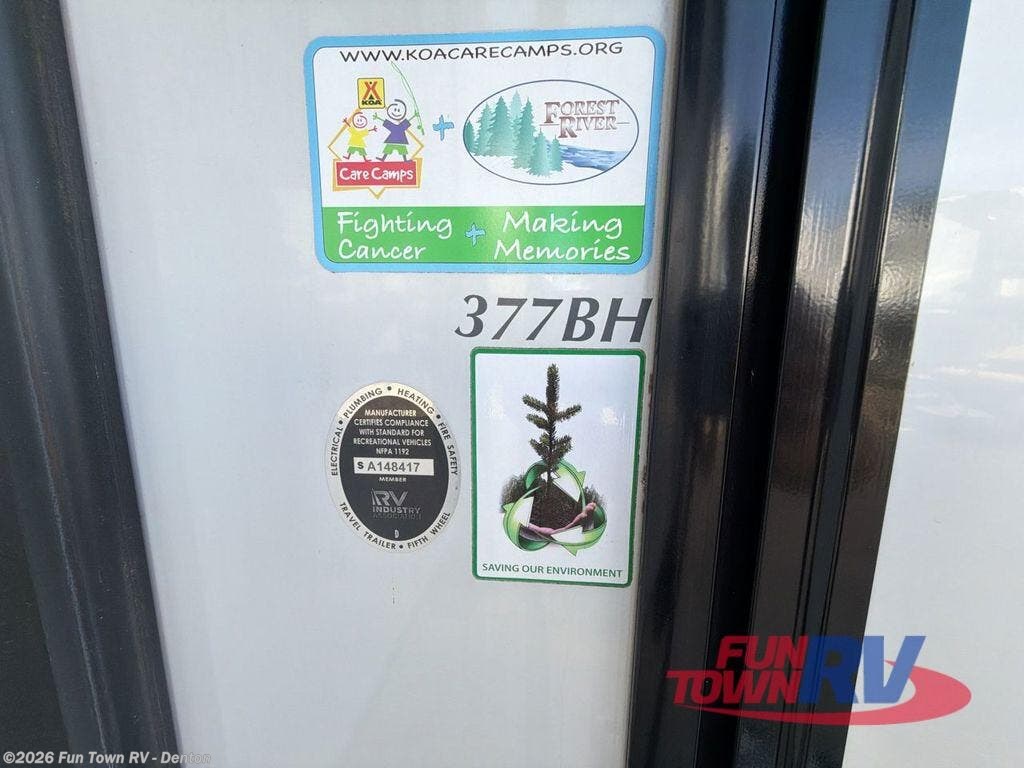 WWW.KOACARECAMPS.ORG
KOA
Care Camps
+
FOREST
RIVER
Fighting + Making
Cancer Memories
377BH
ELECTRICAL • PLUMBING • HEATING • FIRE SAFETY
MANUFACTURER
CERTIFIES COMPLIANCE
WITH STANDARD FOR
RECREATIONAL VEHICLES
NFPA 1192
S A148417
MEMBER
RV
INDUSTRY
ASSOCIATION
D
TRAVEL TRAILER • FIFTH WHEEL
SAVING OUR ENVIRONMENT
FUN
TOWN RV
©2026 Fun Town RV - Denton